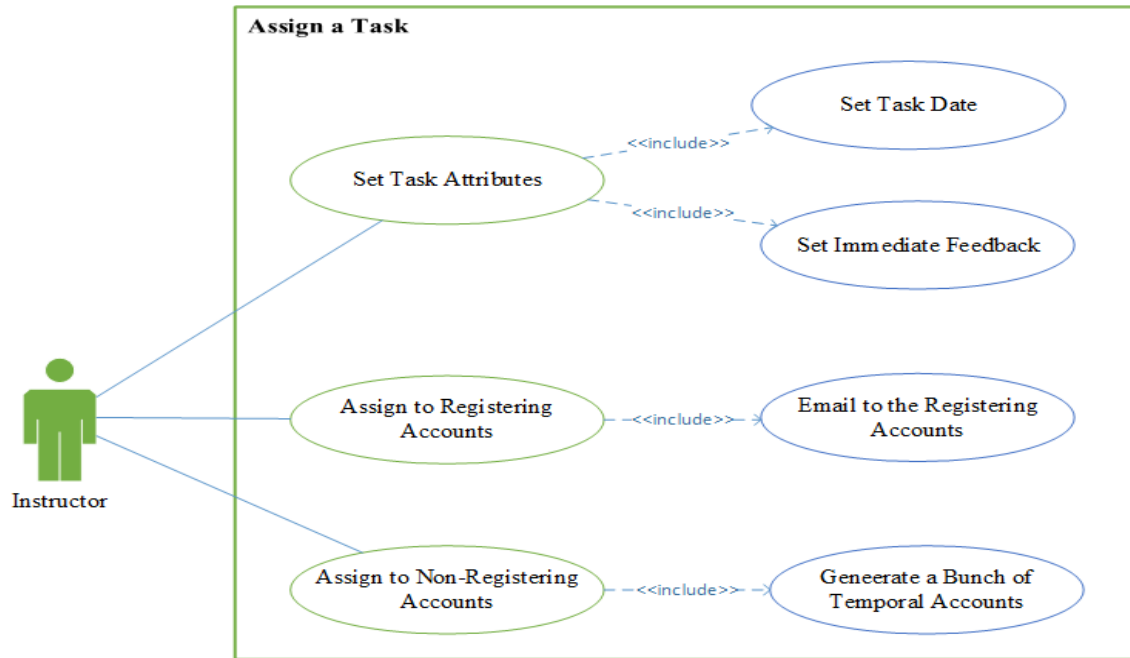 Assign a Task
Set Task Date
<<include>>
Set Task Attributes
<<include>>
Set Immediate Feedback
Assign to Registering
Accounts
<<include>>
Email to the Registering
Accounts
Instructor
Assign to Non-Registering
Accounts
<<include>>
Geneerate a Bunch of
Temporal Accounts